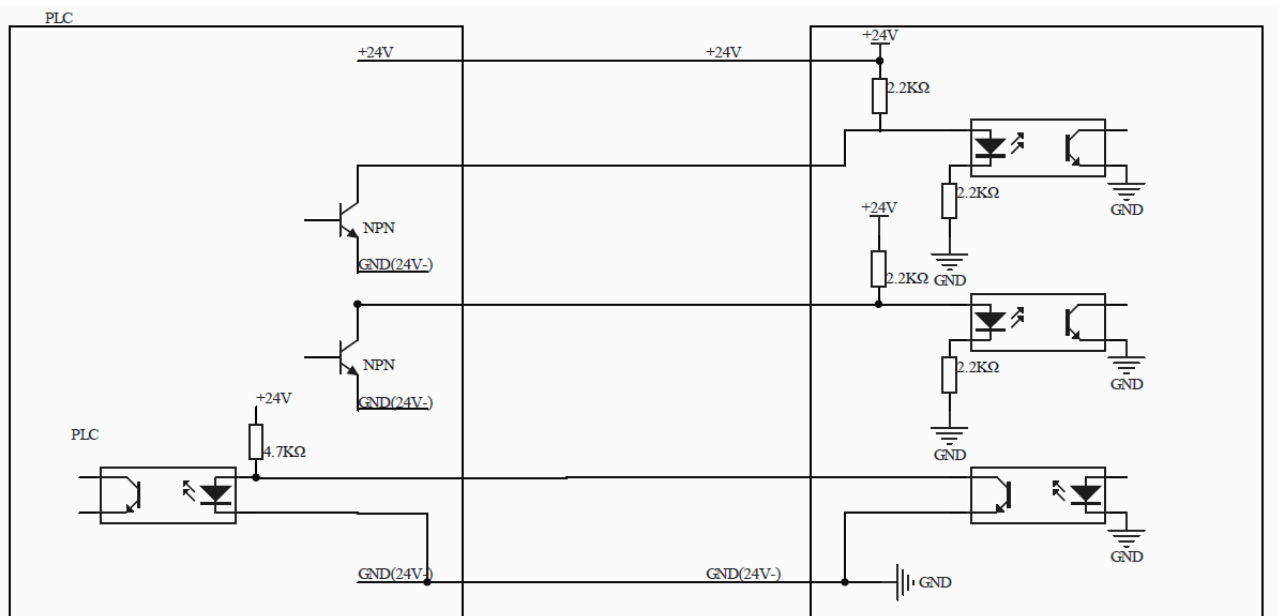 PLC
+24V
+24V
+24V
2.2KΩ
2.2KΩ
GND
+24V
NPN
GND(24V-)
2.2KΩ
GND
NPN
2.2KΩ
GND
+24V
GND(24V-)
PLC
4.7KΩ
GND
GND
GND(24V-)
GND(24V-)
GND